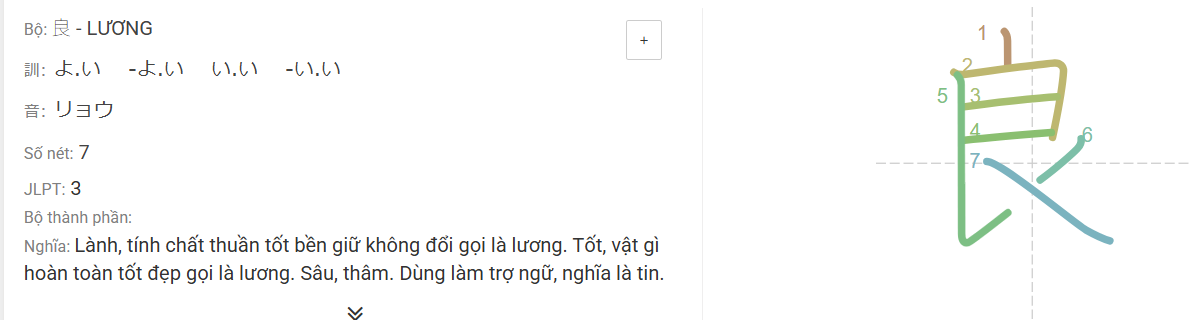 Bộ: 良 - LƯƠNG
+
訓: よ.い -よ.い い.い -い.い
音: リョウ
Số nét: 7
JLPT: 3
Bộ thành phần:
Nghĩa: Lành, tính chất thuần tốt bền giữ không đổi gọi là lương. Tốt, vật gì
hoàn toàn tốt đẹp gọi là lương. Sâu, thâm. Dùng làm trợ ngữ, nghĩa là tin.
良
1
2
3
4
5
6
7